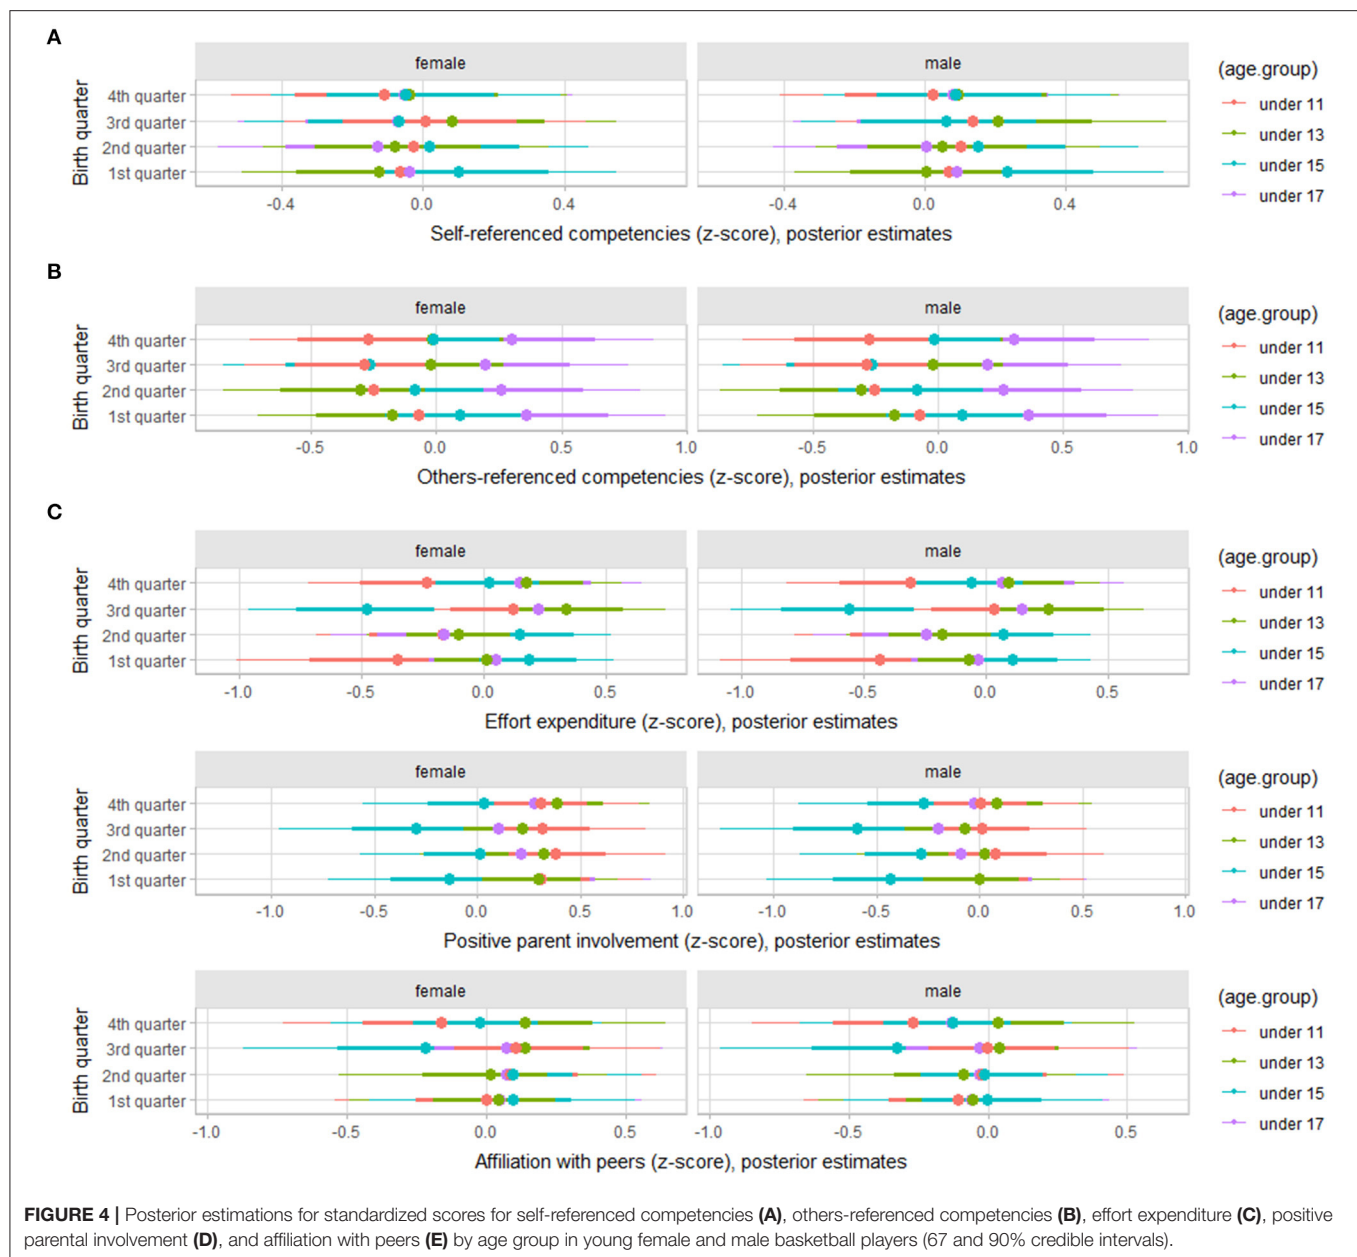 A
female male
4th quarter
3rd quarter
2nd quarter
1st quarter
Birth quarter
-0.4 0.0 0.4 -0.4 0.0 0.4
Self-referenced competencies (z-score), posterior estimates
(age.group)
under 11
under 13
under 15
under 17
B
female male
4th quarter
3rd quarter
2nd quarter
1st quarter
Birth quarter
-0.5 0.0 0.5 1.0 -0.5 0.0 0.5 1.0
Others-referenced competencies (z-score), posterior estimates
(age.group)
under 11
under 13
under 15
under 17
C
female male
4th quarter
3rd quarter
2nd quarter
1st quarter
Birth quarter
-1.0 -0.5 0.0 0.5 -1.0 -0.5 0.0 0.5
Effort expenditure (z-score), posterior estimates
(age.group)
under 11
under 13
under 15
under 17
female male
4th quarter
3rd quarter
2nd quarter
1st quarter
Birth quarter
-1.0 -0.5 0.0 0.5 1.0 -1.0 -0.5 0.0 0.5 1.0
Positive parent involvement (z-score), posterior estimates
(age.group)
under 11
under 13
under 15
under 17
female male
4th quarter
3rd quarter
2nd quarter
1st quarter
Birth quarter
-1.0 -0.5 0.0 0.5 -1.0 -0.5 0.0 0.5
Affiliation with peers (z-score), posterior estimates
(age.group)
under 11
under 13
under 15
under 17
FIGURE 4 | Posterior estimations for standardized scores for self-referenced competencies (A), others-referenced competencies (B), effort expenditure (C), positive
parental involvement (D), and affiliation with peers (E) by age group in young female and male basketball players (67 and 90% credible intervals).